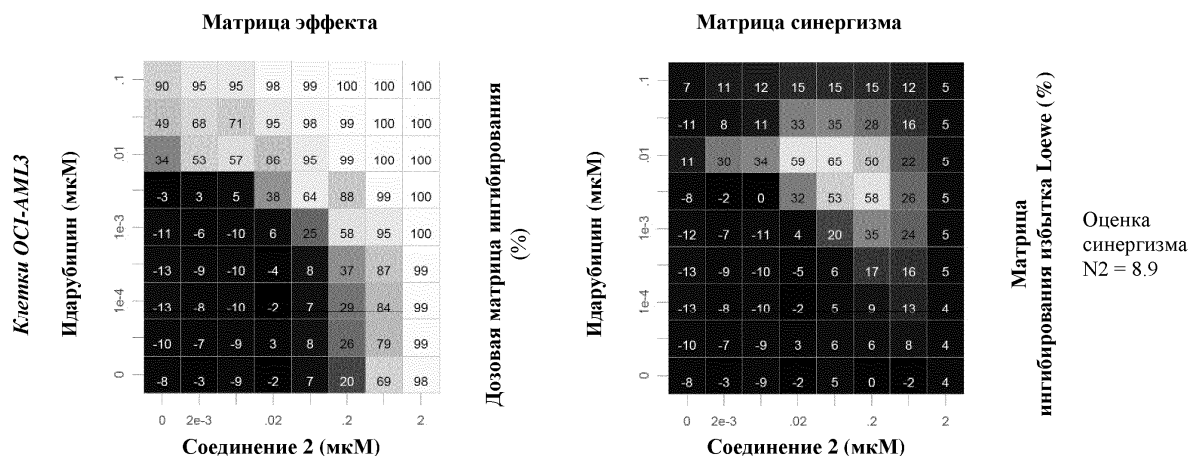 Матрица эффекта
Клетки OCI-AML3
Идарубицин (мкМ)
.1 90 95 95 98 99 100 100 100
49 68 71 95 98 99 100 100
.01 34 53 57 86 95 99 100 100
-3 3 5 38 64 88 99 100
1e-3 -11 -6 -10 6 25 58 95 100
-13 -9 -10 -4 8 37 87 99
1e-4 -13 -8 -10 -2 7 29 84 99
-10 -7 -9 3 8 26 79 99
0 -8 -3 -9 -2 7 20 69 98
0 2e-3 .02 .2 2
Соединение 2 (мкМ)
Дозовая матрица ингибирования
(%)
Матрица синергизма
Идарубицин (мкМ)
.1 7 11 12 15 15 15 12 5
-11 8 11 33 35 28 16 5
.01 11 30 34 59 65 50 22 5
-8 -2 0 32 53 58 26 5
1e-3 -12 -7 -11 4 20 35 24 5
-13 -9 -10 -5 6 17 16 5
1e-4 -13 -8 -10 -2 5 9 13 4
-10 -7 -9 3 6 6 8 4
0 -8 -3 -9 -2 5 0 -2 4
0 2e-3 .02 .2 2
Соединение 2 (мкМ)
Матрица
ингибирования избытка Loewe (%)
Оценка
синергизма
N2 = 8.9